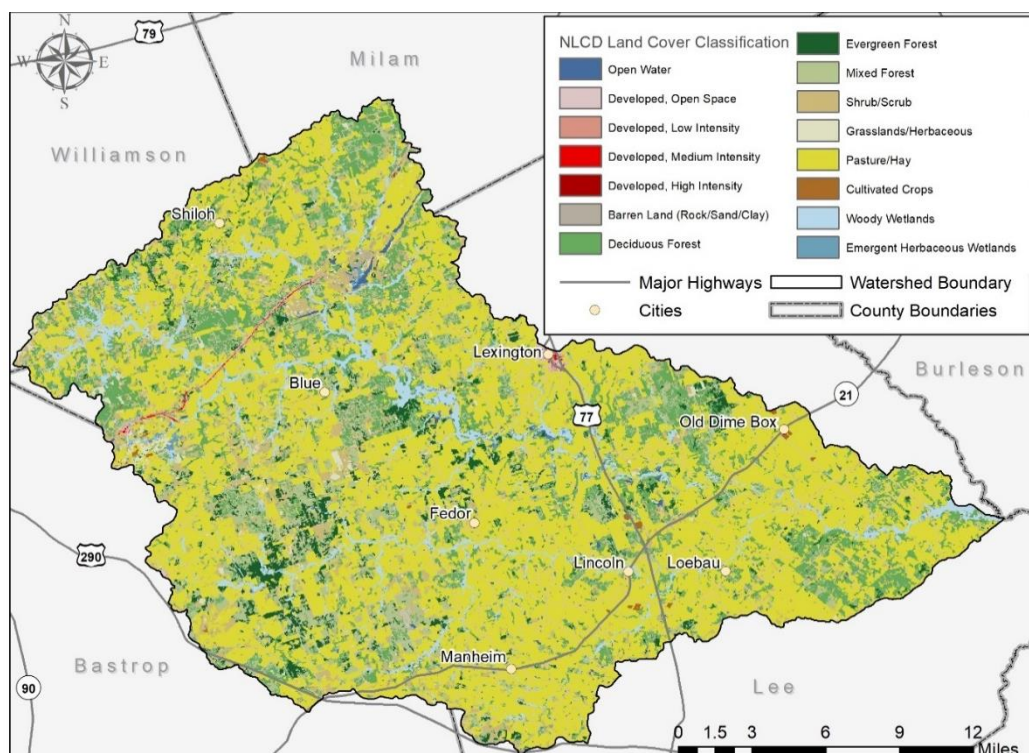 N
W E
S
79
Milam
Williamson
NLCD Land Cover Classification
Open Water
Developed, Open Space
Developed, Low Intensity
Developed, Medium Intensity
Developed, High Intensity
Barren Land (Rock/Sand/Clay)
Deciduous Forest
Evergreen Forest
Mixed Forest
Shrub/Scrub
Grasslands/Herbaceous
Pasture/Hay
Cultivated Crops
Woody Wetlands
Emergent Herbaceous Wetlands
Major Highways
Watershed Boundary
Cities
County Boundaries
Shiloh
Lexington
Blue
Burleson
77
21
Old Dime Box
Fedor
290
Lincoln
Loebau
Bastrop
Manheim
Lee
90
0 1.5 3 6 9 12
Miles